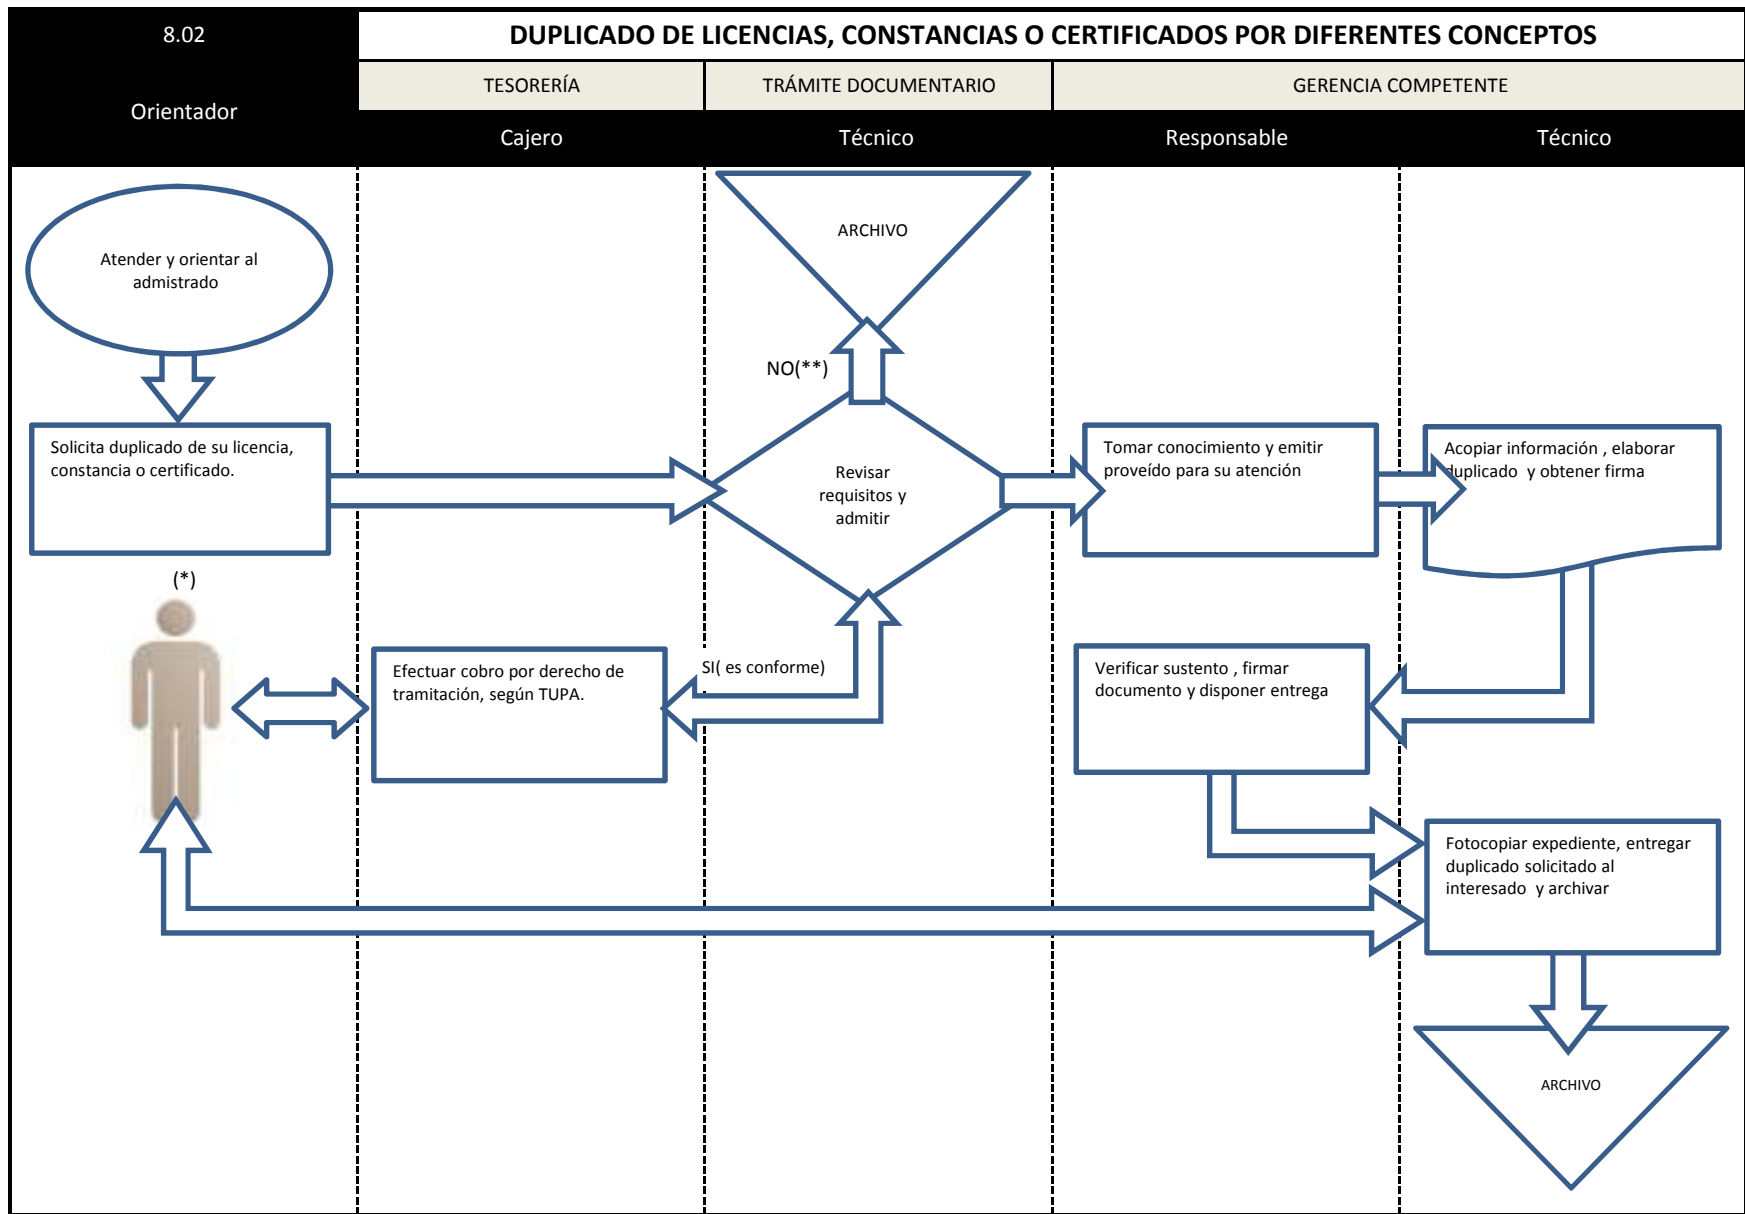 8.02
DUPLICADO DE LICENCIAS, CONSTANCIAS O CERTIFICADOS POR DIFERENTES CONCEPTOS
Orientador
TESORERÍA
TRÁMITE DOCUMENTARIO
GERENCIA COMPETENTE
Cajero
Técnico
Responsable
Técnico
Atender y orientar al
admistrado
ARCHIVO
NO(**)
Solicita duplicado de su licencia,
constancia o certificado.
Revisar
requisitos y
admitir
Tomar conocimiento y emitir
proveído para su atención
Acopiar información , elaborar
duplicado y obtener firma
(*)
Efectuar cobro por derecho de
tramitación, según TUPA.
SI( es conforme)
Verificar sustento , firmar
documento y disponer entrega
Fotocopiar expediente, entregar
duplicado solicitado al
interesado y archivar
ARCHIVO